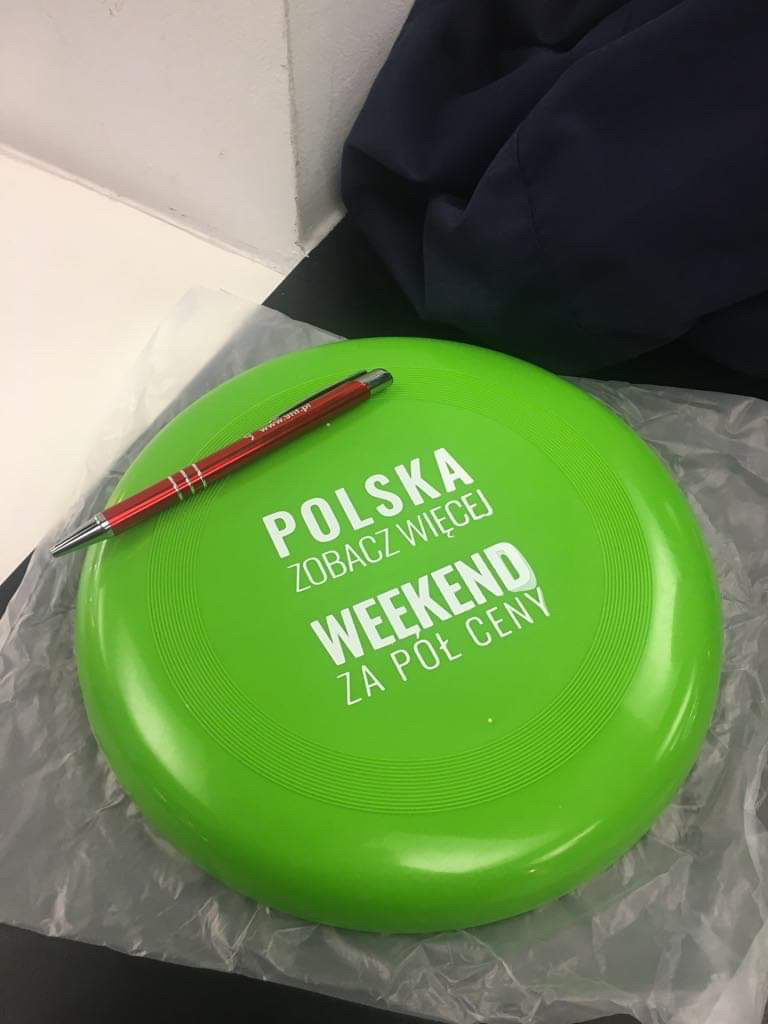 POLSKA
ZOBACZ WIĘCEJ
WEEKEND
ZA PÓŁ CENY